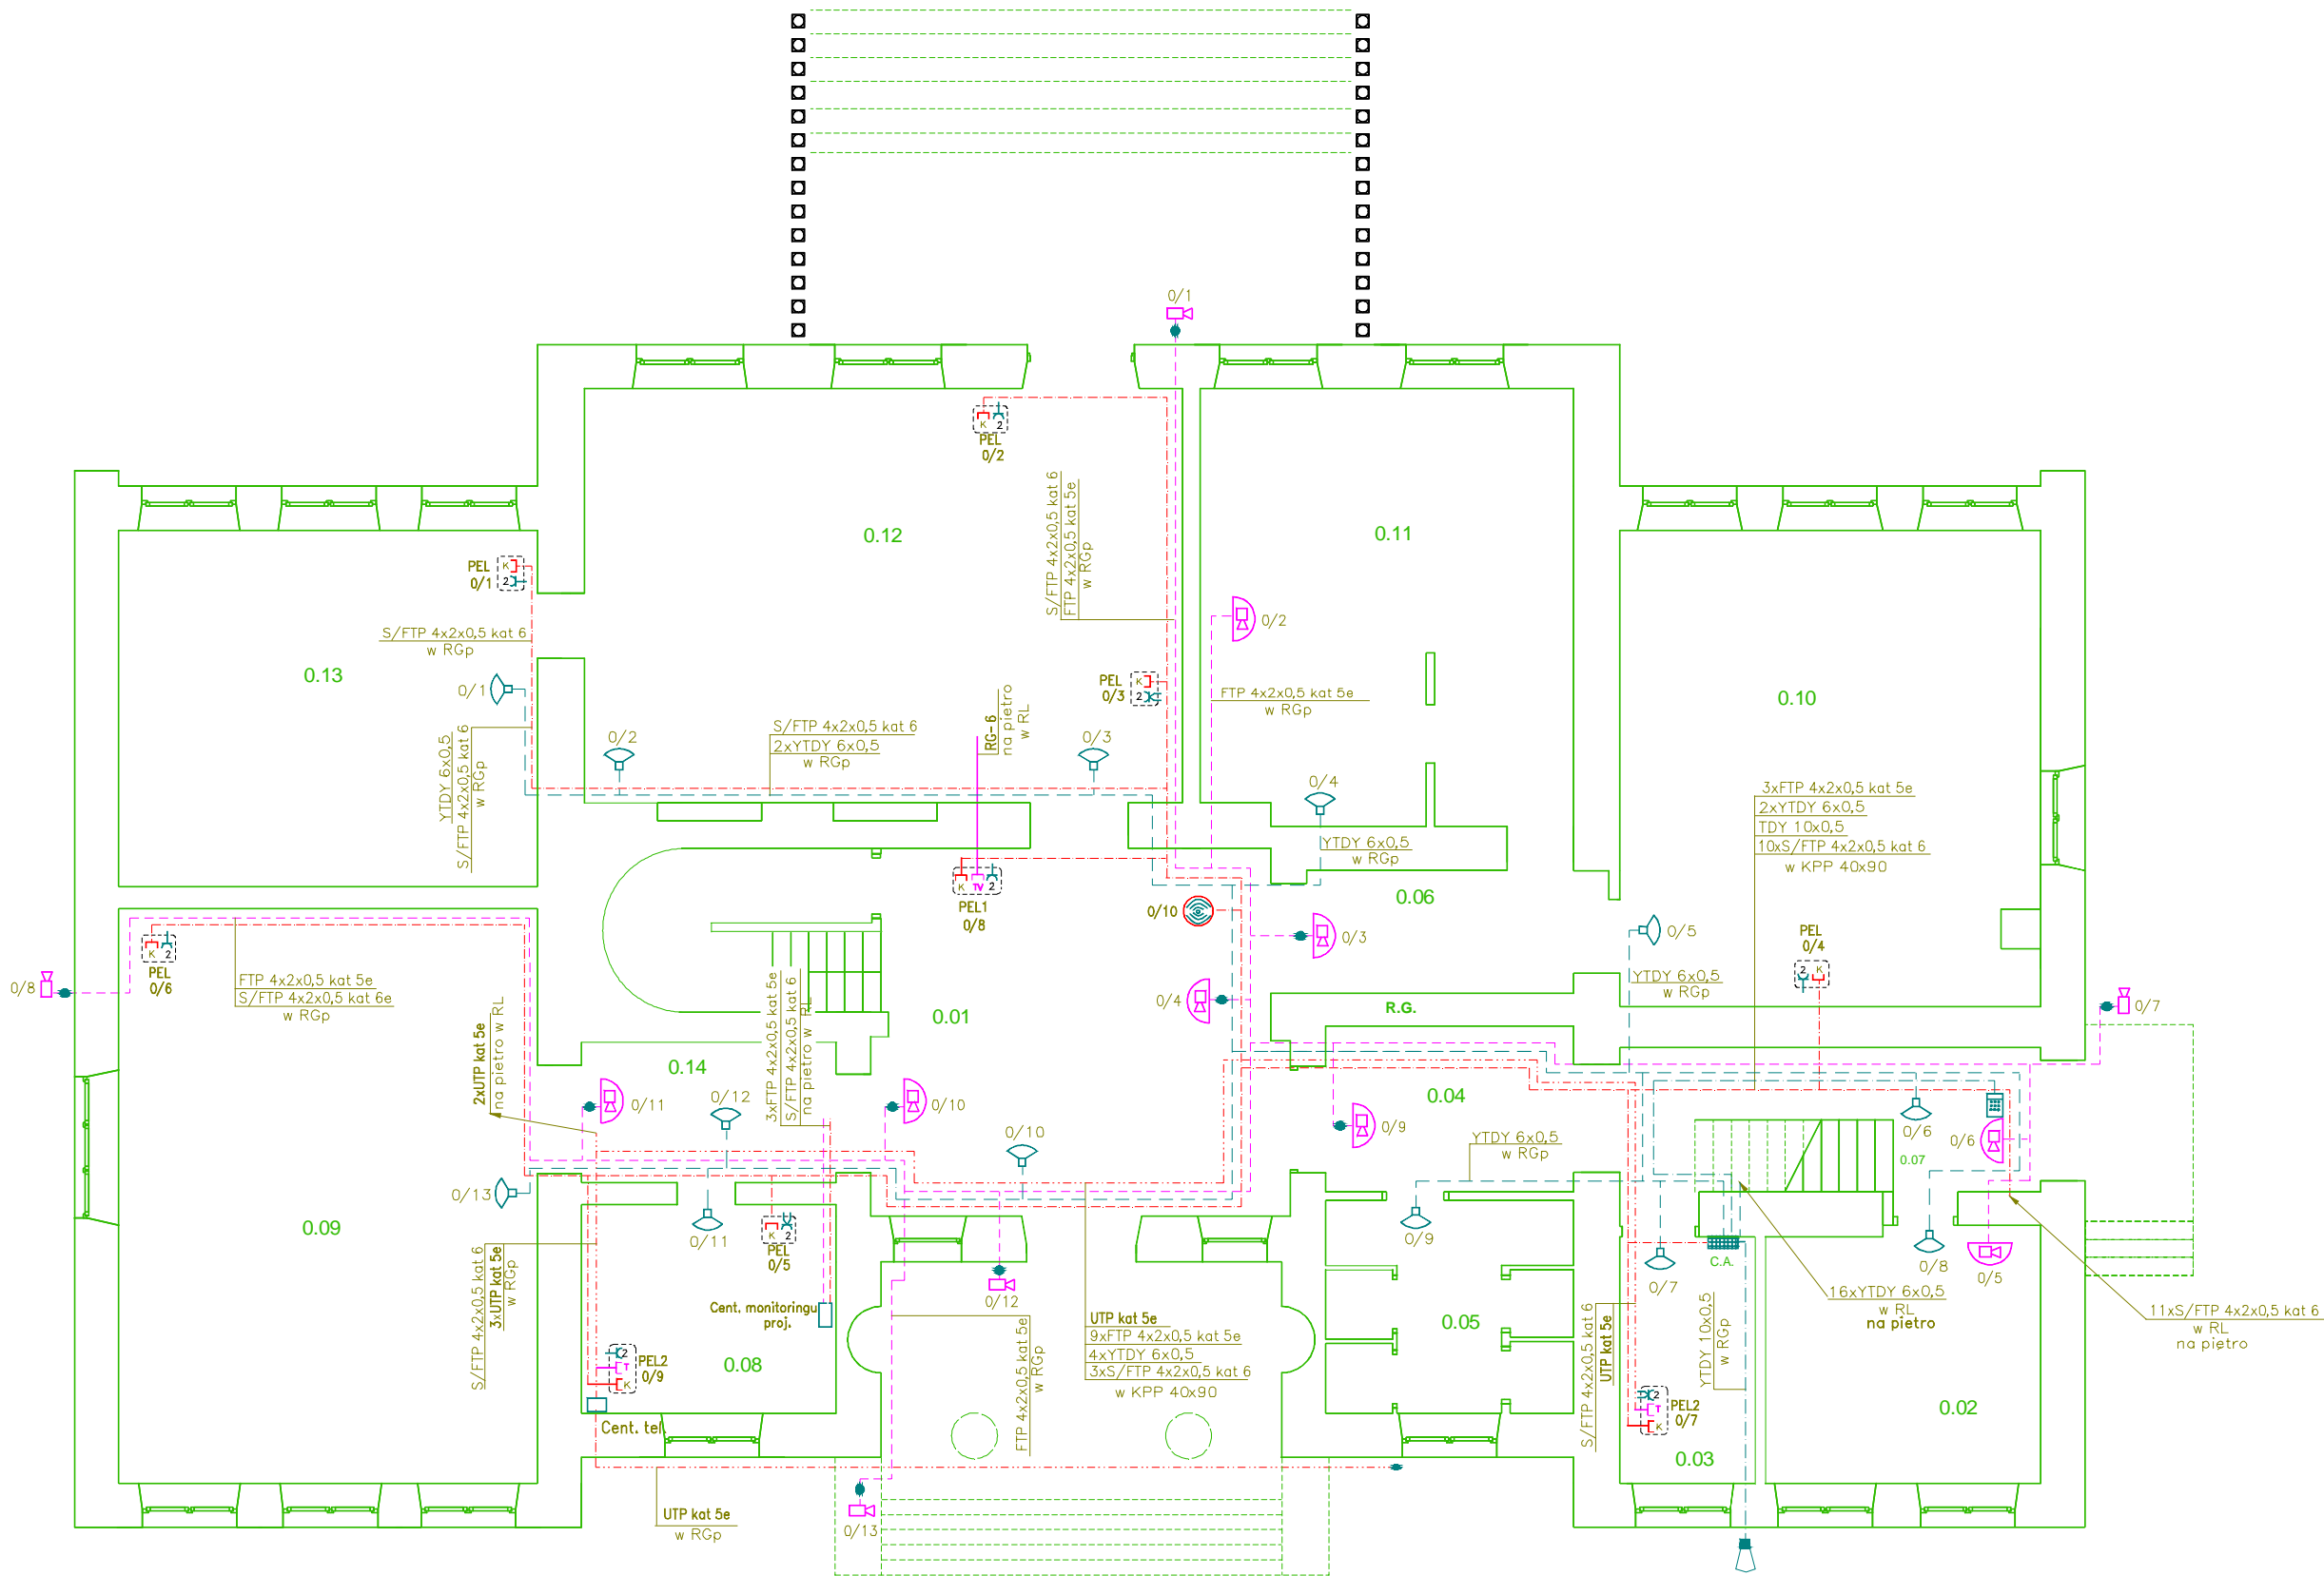 0/1
K 2
PEL
0/2
S/FTP 4x2x0,5 kat 6
FTP 4x2x0,5 kat 5e
w RGp
0.12
0.11
PEL
0/1
K
2
0/2
S/FTP 4x2x0,5 kat 6
w RGp
0.13
0/1
PEL
0/3
K
2
FTP 4x2x0,5 kat 5e
w RGp
0.10
YTDY 6x0,5
S/FTP 4x2x0,5 kat 6
w RGp
0/2
S/FTP 4x2x0,5 kat 6
2xYTDY 6x0,5
w RGp
RG-6
na pietro
w RL
0/3
0/4
YTDY 6x0,5
w RGp
3xFTP 4x2x0,5 kat 5e
2xYTDY 6x0,5
TDY 10x0,5
10xS/FTP 4x2x0,5 kat 6
w KPP 40x90
K TV 2
PEL1
0/8
0/10
0.06
0/3
0/5
PEL
0/4
2 K
K 2
PEL
0/6
0/8
FTP 4x2x0,5 kat 5e
S/FTP 4x2x0,5 kat 6e
w RGp
2xUTP kat 5e
na pietro w RL
3xFTP 4x2x0,5 kat 5e
S/FTP 4x2x0,5 kat 6
na pietro w RL
0.01
0/4
R.G.
YTDY 6x0,5
w RGp
0/7
0.14
0/11
0/12
0/10
0/10
0.04
0/9
0/6
0/6
0.07
YTDY 6x0,5
w RGp
0/13
0.09
0/11
K 2
PEL
0/5
0/9
0/7
C.A.
0/8
0/5
S/FTP 4x2x0,5 kat 6
3xUTP kat 5e
w RGp
Cent. monitoringu
proj.
0/12
UTP kat 5e
9xFTP 4x2x0,5 kat 5e
4xYTDY 6x0,5
3xS/FTP 4x2x0,5 kat 6
w KPP 40x90
FTP 4x2x0,5 kat 5e
w RGp
0.05
16xYTDY 6x0,5
w RL
na pietro
11xS/FTP 4x2x0,5 kat 6
w RL
na pietro
S/FTP 4x2x0,5 kat 6
UTP kat 5e
YTDY 10x0,5
w RGp
2
T
K
PEL2
0/9
0.08
Cent. tel.
2
T
K
PEL2
0/7
0.02
0.03
UTP kat 5e
w RGp
0/13